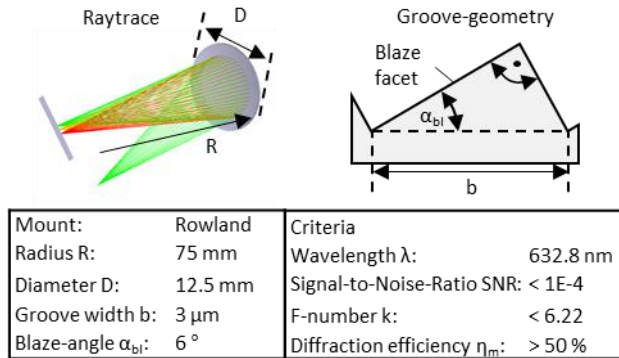 Raytrace
D
R
Groove-geometry
Blaze
facet
αbl
b
Mount: Rowland
Radius R: 75 mm
Diameter D: 12.5 mm
Groove width b: 3 µm
Blaze-angle αbl: 6 °
Criteria
Wavelength λ: 632.8 nm
Signal-to-Noise-Ratio SNR: < 1E-4
F-number k: < 6.22
Diffraction efficiency ηm: > 50 %